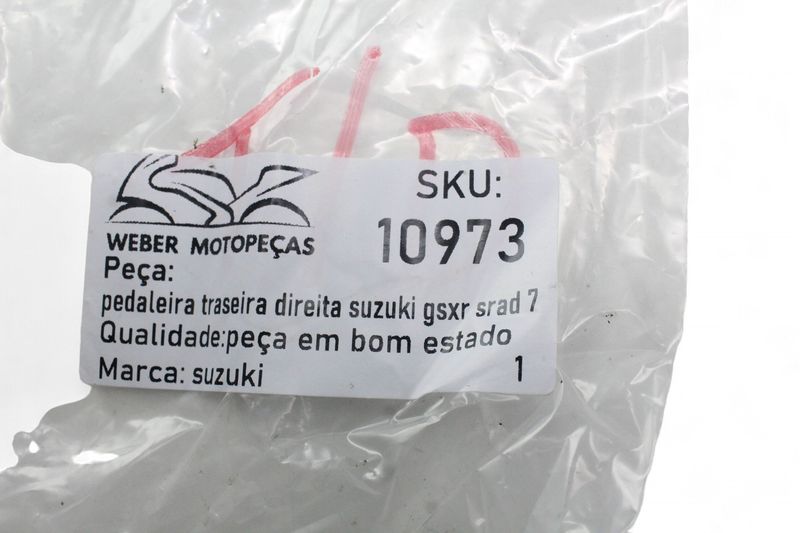 SKU:
10973
WEBER MOTOPEÇAS
Peça:
pedaleira traseira direita suzuki gsxr srad 7
Qualidade:peça em bom estado
Marca: suzuki 1